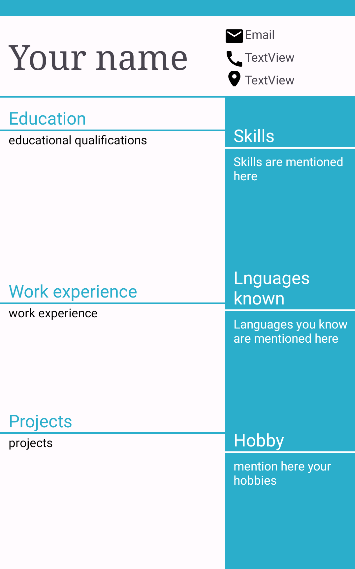 Your name
Email
TextView
TextView
Education
educational qualifications
Work experience
work experience
Projects
projects
Skills
Skills are mentioned
here
Lnguages
known
Languages you know
are mentioned here
Hobby
mention here your
hobbies